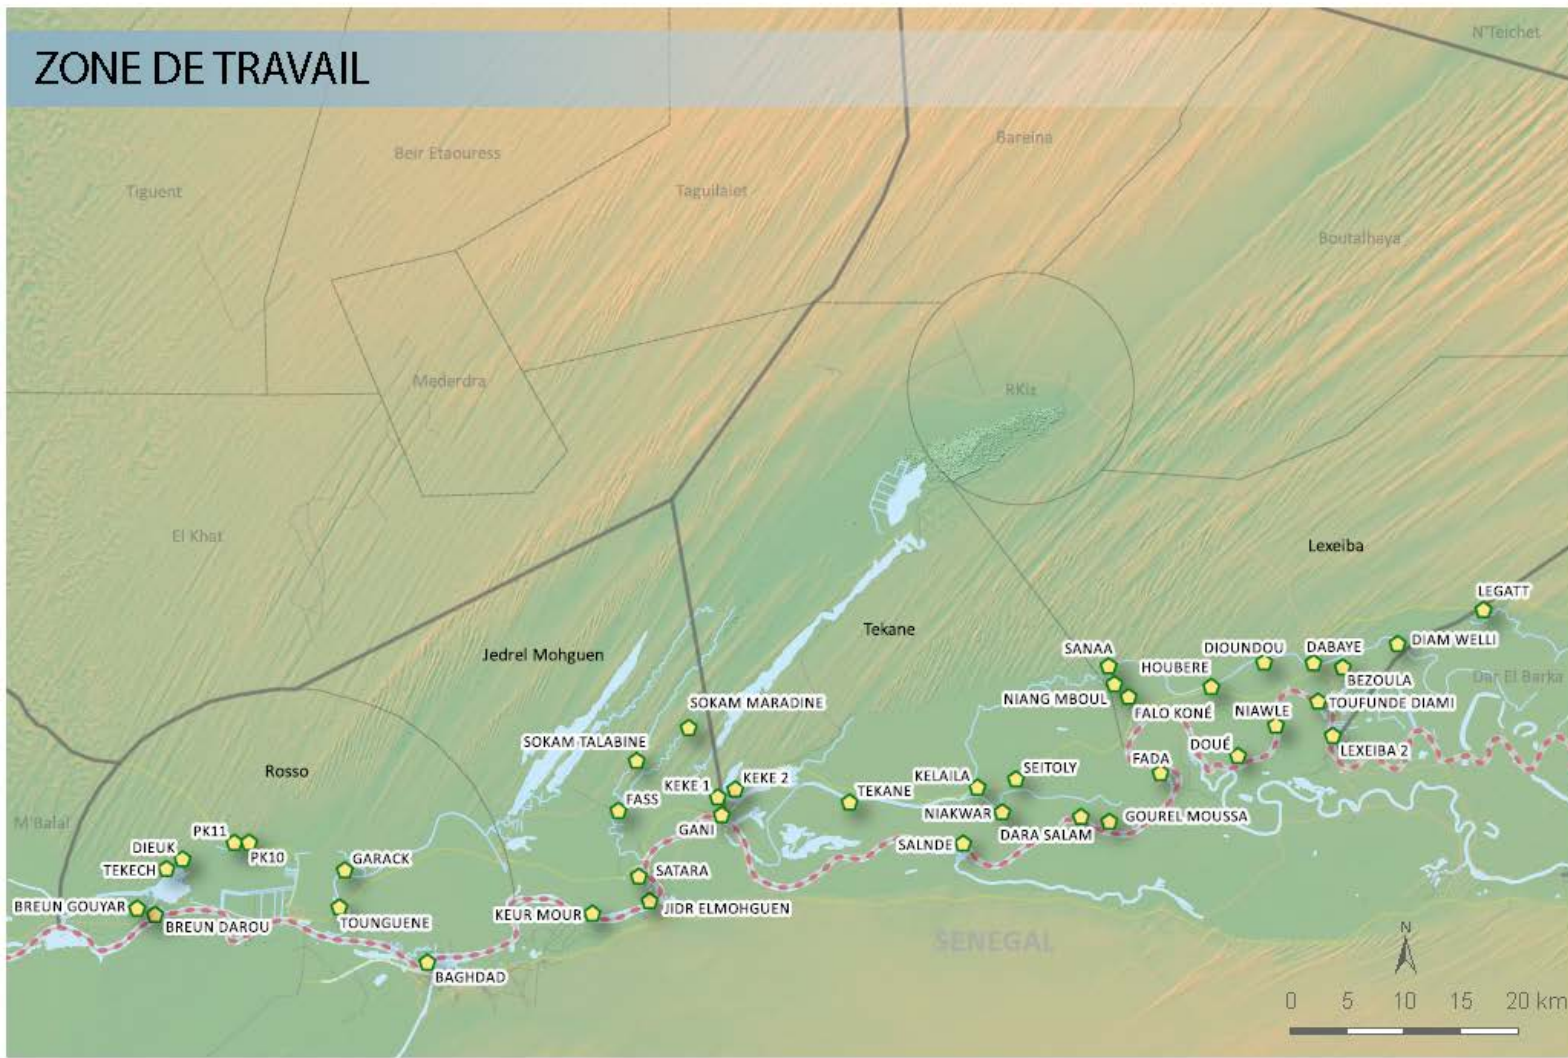 ZONE DE TRAVAIL
N'Teichet
Bareina
Beir Etaouress
Tiguent
Taguilalet
Boutalhaya
Mederdra
RKiz
El Khat
Lexeiba
LEGATT
Tekane
DIAM WELLI
Jedrel Mohguen
SANAA
DIOUNDOU
DABAYE
HOUBERE
BEZOULA
Dar El Barka
NIANG MBOUL
SOKAM MARADINE
FALO KONÉ
NIAWLE
TOUFUNDE DIAMI
SOKAM TALABINE
DOUÉ
LEXEIBA 2
Rosso
FADA
SEITOLY
KELAILA
KEKE 1
KEKE 2
TEKANE
FASS
NIAKWAR
GOUREL MOUSSA
M'Balal
PK11
GANI
DARA SALAM
DIEUK
PK10
SALNDE
TEKECH
GARACK
SATARA
BREUN GOUYAR
JIDR ELMOHGUEN
KEUR MOUR
BREUN DAROU
TOUNGUENE
SENEGAL
N
BAGHDAD
0 5 10 15 20 km